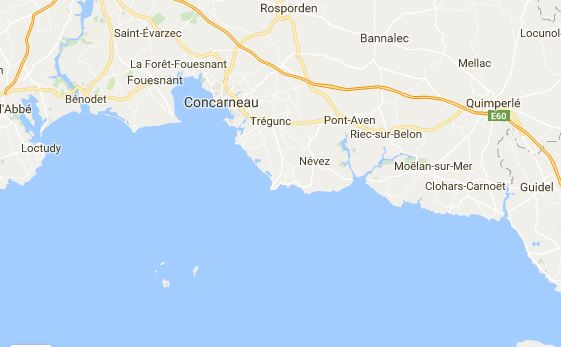 Rosporden
Saint-Évarzec
Bannalec
Locunol
La Forêt-Fouesnant
Mellac
Fouesnant
Bénodet
Concarneau
Quimperlé
l'Abbé
E60
Trégunc
Pont-Aven
Riec-sur-Belon
Loctudy
Névez
Moëlan-sur-Mer
Clohars-Carnoët
Guidel